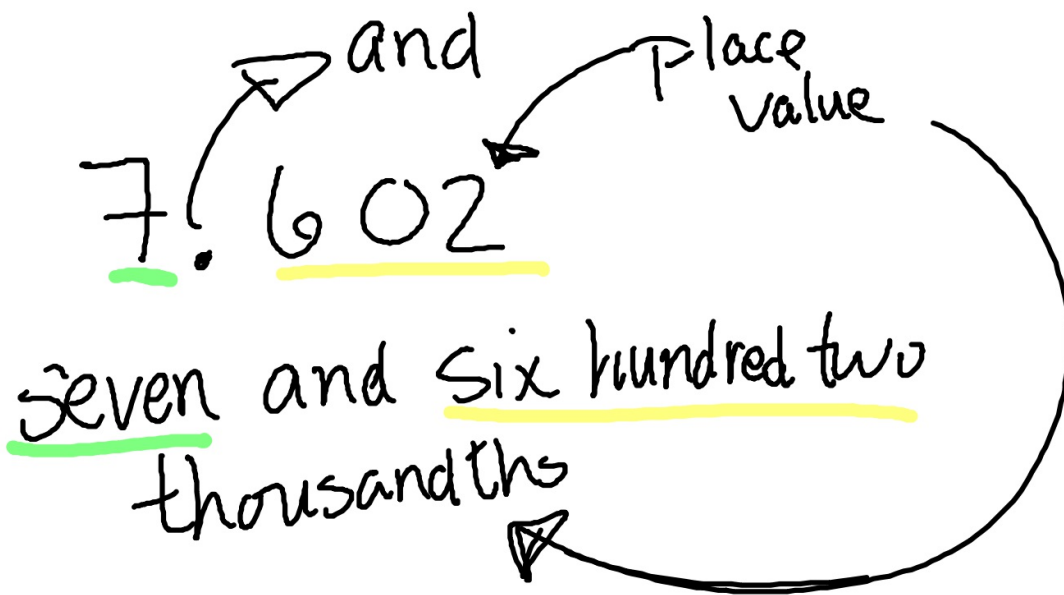 and
place
value
7.602
seven and six hundred two
thousandths